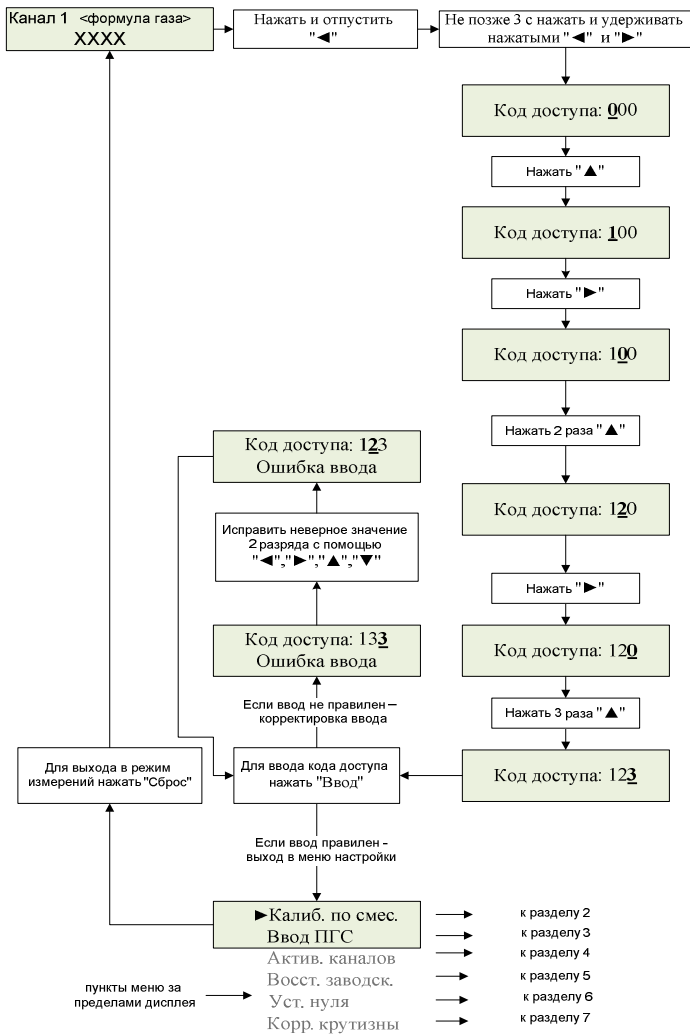 Канал 1 <формула газа>
XXXX
Нажать и отпустить
"◄"
Не позже 3 с нажать и удерживать
нажатыми "◄" и "►"
Код доступа: 000
Нажать "▲"
Код доступа: 100
Нажать "►"
Код доступа: 100
Нажать 2 раза "▲"
Код доступа: 120
Нажать "►"
Код доступа: 120
Нажать 3 раза "▲"
Код доступа: 123
Для ввода кода доступа
нажать "Ввод"
Если ввод не правилен –
корректировка ввода
Код доступа: 133
Ошибка ввода
Исправить неверное значение
2 разряда с помощью
"◄","►","▲","▼"
Код доступа: 123
Ошибка ввода
Если ввод правилен -
выход в меню настройки
Для выхода в режим
измерений нажать "Сброс"
►Калиб. по смес.
Ввод ПГС
Актив. каналов
Восст. заводск.
Уст. нуля
Корр. крутизны
к разделу 2
к разделу 3
к разделу 4
к разделу 5
к разделу 6
к разделу 7
пункты меню за
пределами дисплея